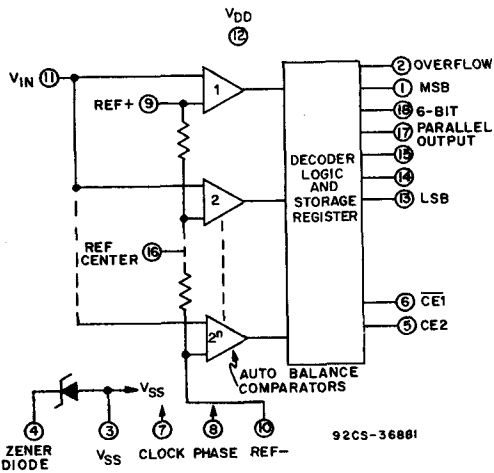 VDD
12
VIN 11
REF+ 9
1
2 OVERFLOW
1 MSB
18 6-BIT
17 PARALLEL
OUTPUT
15
14
13 LSB
DECODER
LOGIC
AND
STORAGE
REGISTER
2
REF
CENTER
16
2ⁿ
6 C̅E̅1̅
5 CE2
AUTO BALANCE
COMPARATORS
VSS
4
3
7
8
10
ZENER
DIODE
VSS
CLOCK
PHASE
REF-
92CS-36881